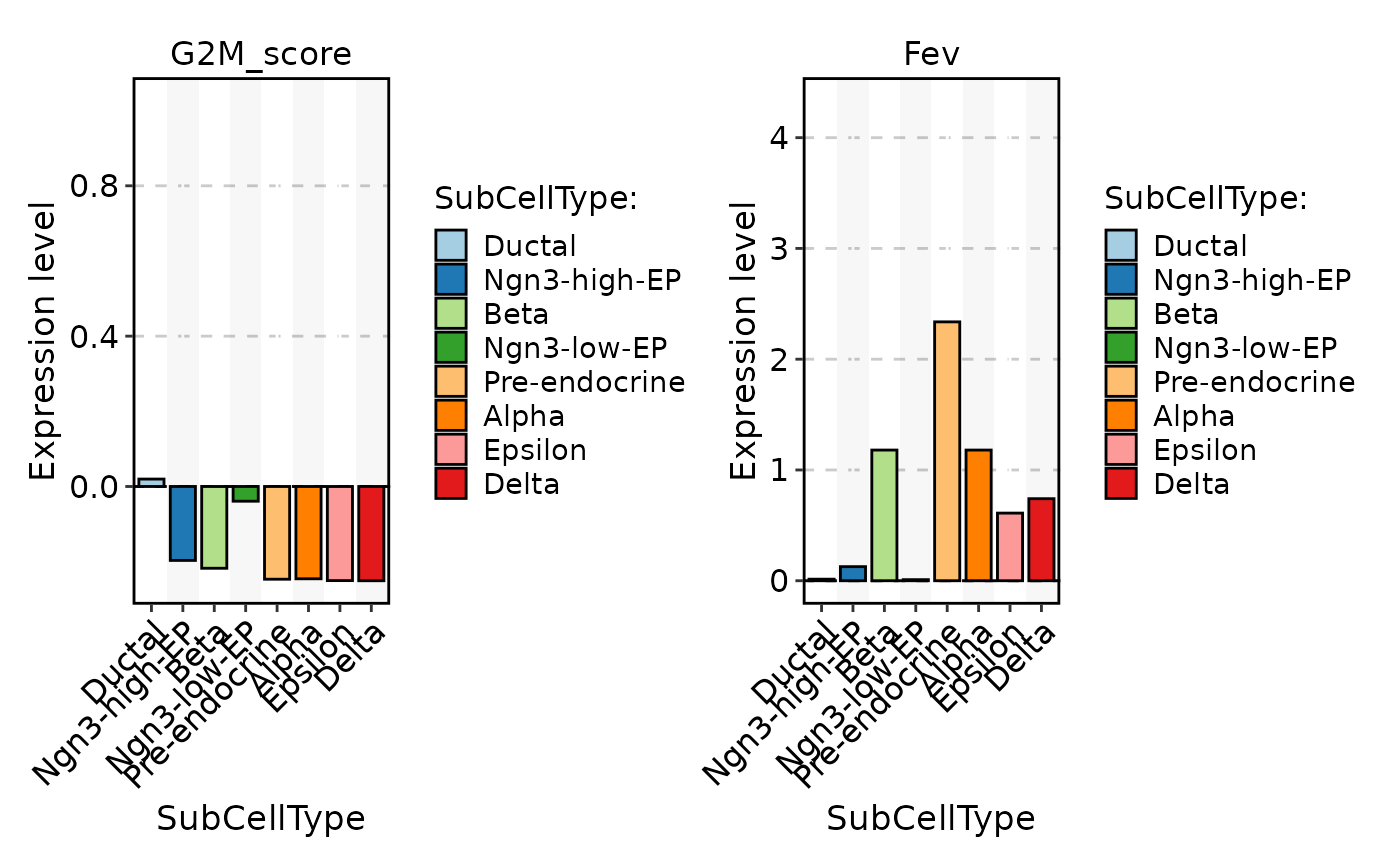 G2M_score
Expression level
0.8
0.4
0.0
Ductal
Ngn3-high-EP
Beta
Ngn3-low-EP
Pre-endocrine
Alpha
Epsilon
Delta
SubCellType
SubCellType:
Ductal
Ngn3-high-EP
Beta
Ngn3-low-EP
Pre-endocrine
Alpha
Epsilon
Delta
Fev
Expression level
4
3
2
1
0
Ductal
Ngn3-high-EP
Beta
Ngn3-low-EP
Pre-endocrine
Alpha
Epsilon
Delta
SubCellType
SubCellType:
Ductal
Ngn3-high-EP
Beta
Ngn3-low-EP
Pre-endocrine
Alpha
Epsilon
Delta